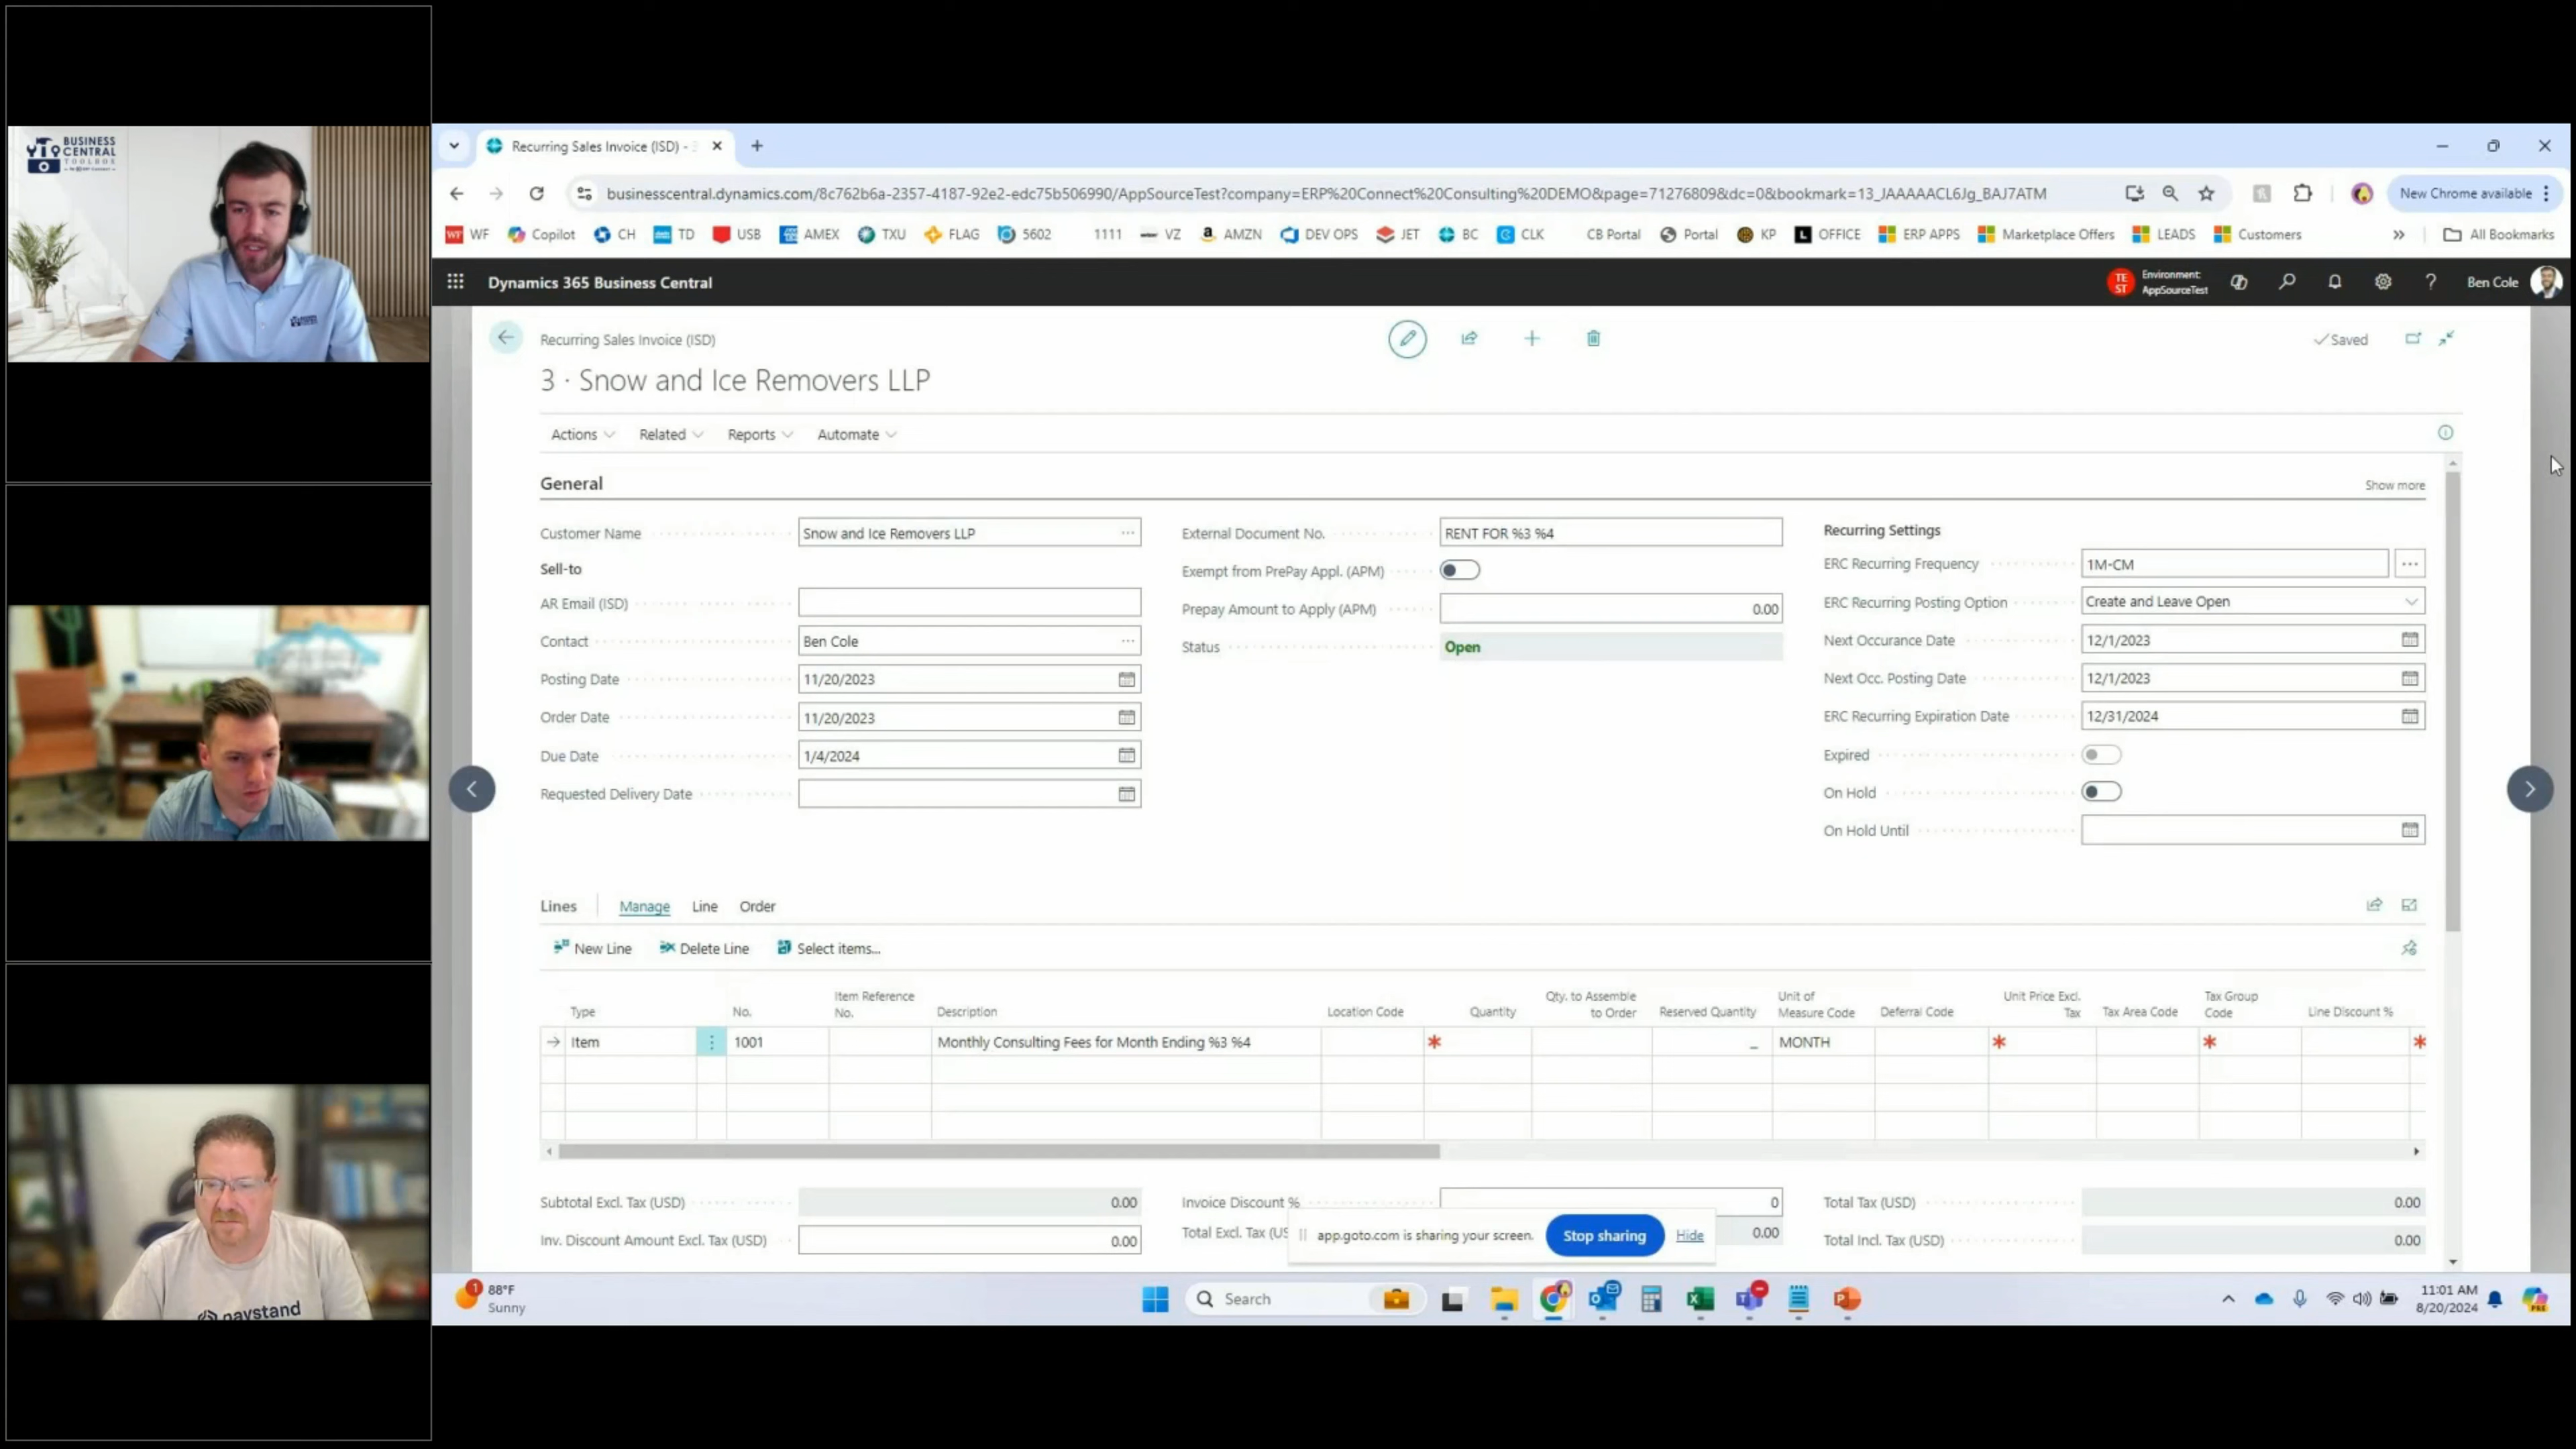 BUSINESS
CENTRAL
TOOLBOX
paystand
Recurring Sales Invoice (ISD) -
businesscentral.dynamics.com/8c762b6a-2357-4187-92e2-edc75b506990/AppSourceTest?company=ERP%20Connect%20Consulting%20DEMO&page=71276809&dc=0&bookmark=13_JAAAAACL6Jg_BAJ7ATM
New Chrome available
WF Copilot CH TD USB AMEX TXU FLAG 5602 1111 VZ AMZN DEV OPS JET BC CLK CB Portal Portal KP OFFICE ERP APPS Marketplace Offers LEADS Customers » All Bookmarks
Dynamics 365 Business Central
TE
ST
Environment:
AppSourceTest
Ben Cole
Recurring Sales Invoice (ISD)
Saved
3 · Snow and Ice Removers LLP
Actions Related Reports Automate
General
Show more
Customer Name Snow and Ice Removers LLP
Sell-to
AR Email (ISD)
Contact Ben Cole
Posting Date 11/20/2023
Order Date 11/20/2023
Due Date 1/4/2024
Requested Delivery Date
External Document No. RENT FOR %3 %4
Exempt from PrePay Appl. (APM)
Prepay Amount to Apply (APM) 0.00
Status Open
Recurring Settings
ERC Recurring Frequency 1M-CM
ERC Recurring Posting Option Create and Leave Open
Next Occurance Date 12/1/2023
Next Occ. Posting Date 12/1/2023
ERC Recurring Expiration Date 12/31/2024
Expired
On Hold
On Hold Until
Lines Manage Line Order
New Line Delete Line Select items...
Type No. Item Reference No. Description Location Code Quantity Qty. to Assemble to Order Reserved Quantity Unit of Measure Code Deferral Code Unit Price Excl. Tax Tax Area Code Tax Group Code Line Discount %
Item 1001 Monthly Consulting Fees for Month Ending %3 %4 * _ MONTH * * *
Subtotal Excl. Tax (USD) 0.00
Inv. Discount Amount Excl. Tax (USD) 0.00
Invoice Discount % 0
Total Excl. Tax (US 0.00
Total Tax (USD) 0.00
Total Incl. Tax (USD) 0.00
app.goto.com is sharing your screen. Stop sharing Hide
1
88°F
Sunny
Search
11:01 AM
8/20/2024
PRE